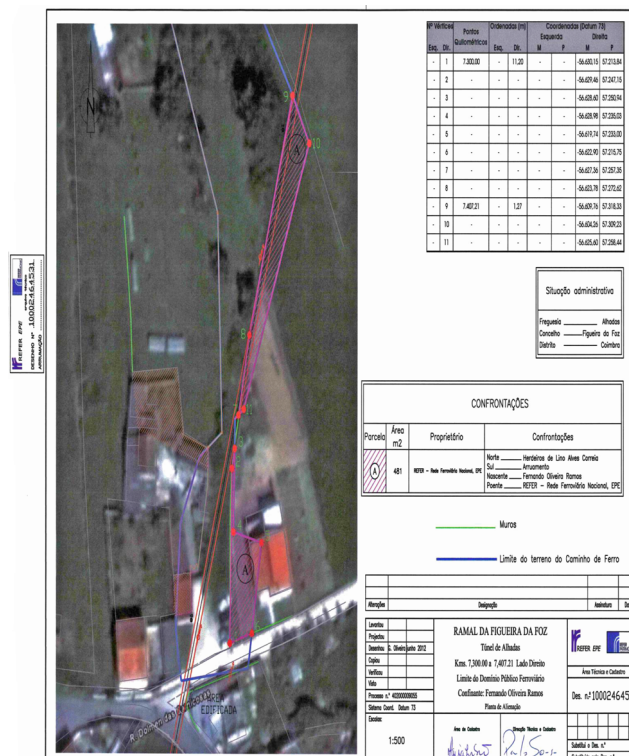 REFER EPE
DESENHO Nº 10002464531
ARRUMAÇÃO
N
9
10
A
8
A
ÁREA
EDIFICADA
Nº Vértices Pontos Quilométricos Ordenadas (m) Coordenadas (Datum 73)
Esquerda Direita
Esq. Dir. Esq. Dir. M P M P
- 1 7.300,00 - 11,20 - - -56.630,15 57.213,84
- 2 - - - - -56.629,46 57.247,15
- 3 - - - - -56.628,60 57.250,94
- 4 - - - - -56.628,98 57.235,03
- 5 - - - - -56.619,74 57.233,00
- 6 - - - - -56.622,90 57.215,75
- 7 - - - - -56.627,36 57.257,35
- 8 - - - - -56.623,78 57.272,62
- 9 7.407,21 - 1,27 - - -56.609,76 57.318,33
- 10 - - - - -56.604,26 57.309,23
- 11 - - - - -56.625,60 57.258,44
Situação administrativa
Freguesia Alhadas
Concelho Figueira da Foz
Distrito Coimbra
CONFRONTAÇÕES
Parcela Área m2 Proprietário Confrontações
A 481 REFER - Rede Ferroviária Nacional, EPE
Norte Herdeiros de Lino Alves Correia
Sul Arruamento
Nascente Fernando Oliveira Ramos
Poente REFER - Rede Ferroviária Nacional, EPE
Muros
Limite do terreno do Caminho de Ferro
Alterações Designação Assinatura
Levantou
Projectou
Desenhou G. Oliveira junho 2012
Copiou
Verificou
Visto
Processo n.º
Sistema Coord. Datum 73
Escalas:
1:500
RAMAL DA FIGUEIRA DA FOZ
Túnel de Alhadas
Kms. 7,300.00 a 7,407.21 Lado Direito
Limite do Domínio Público Ferroviário
Confinante: Fernando Oliveira Ramos
Planta de Alienação
Área de Cadastro
Direcção Técnica e Cadastro
REFER EPE
Área Técnica e Cadastro
Des. n.º 100024645
Substitui o Des. n.º